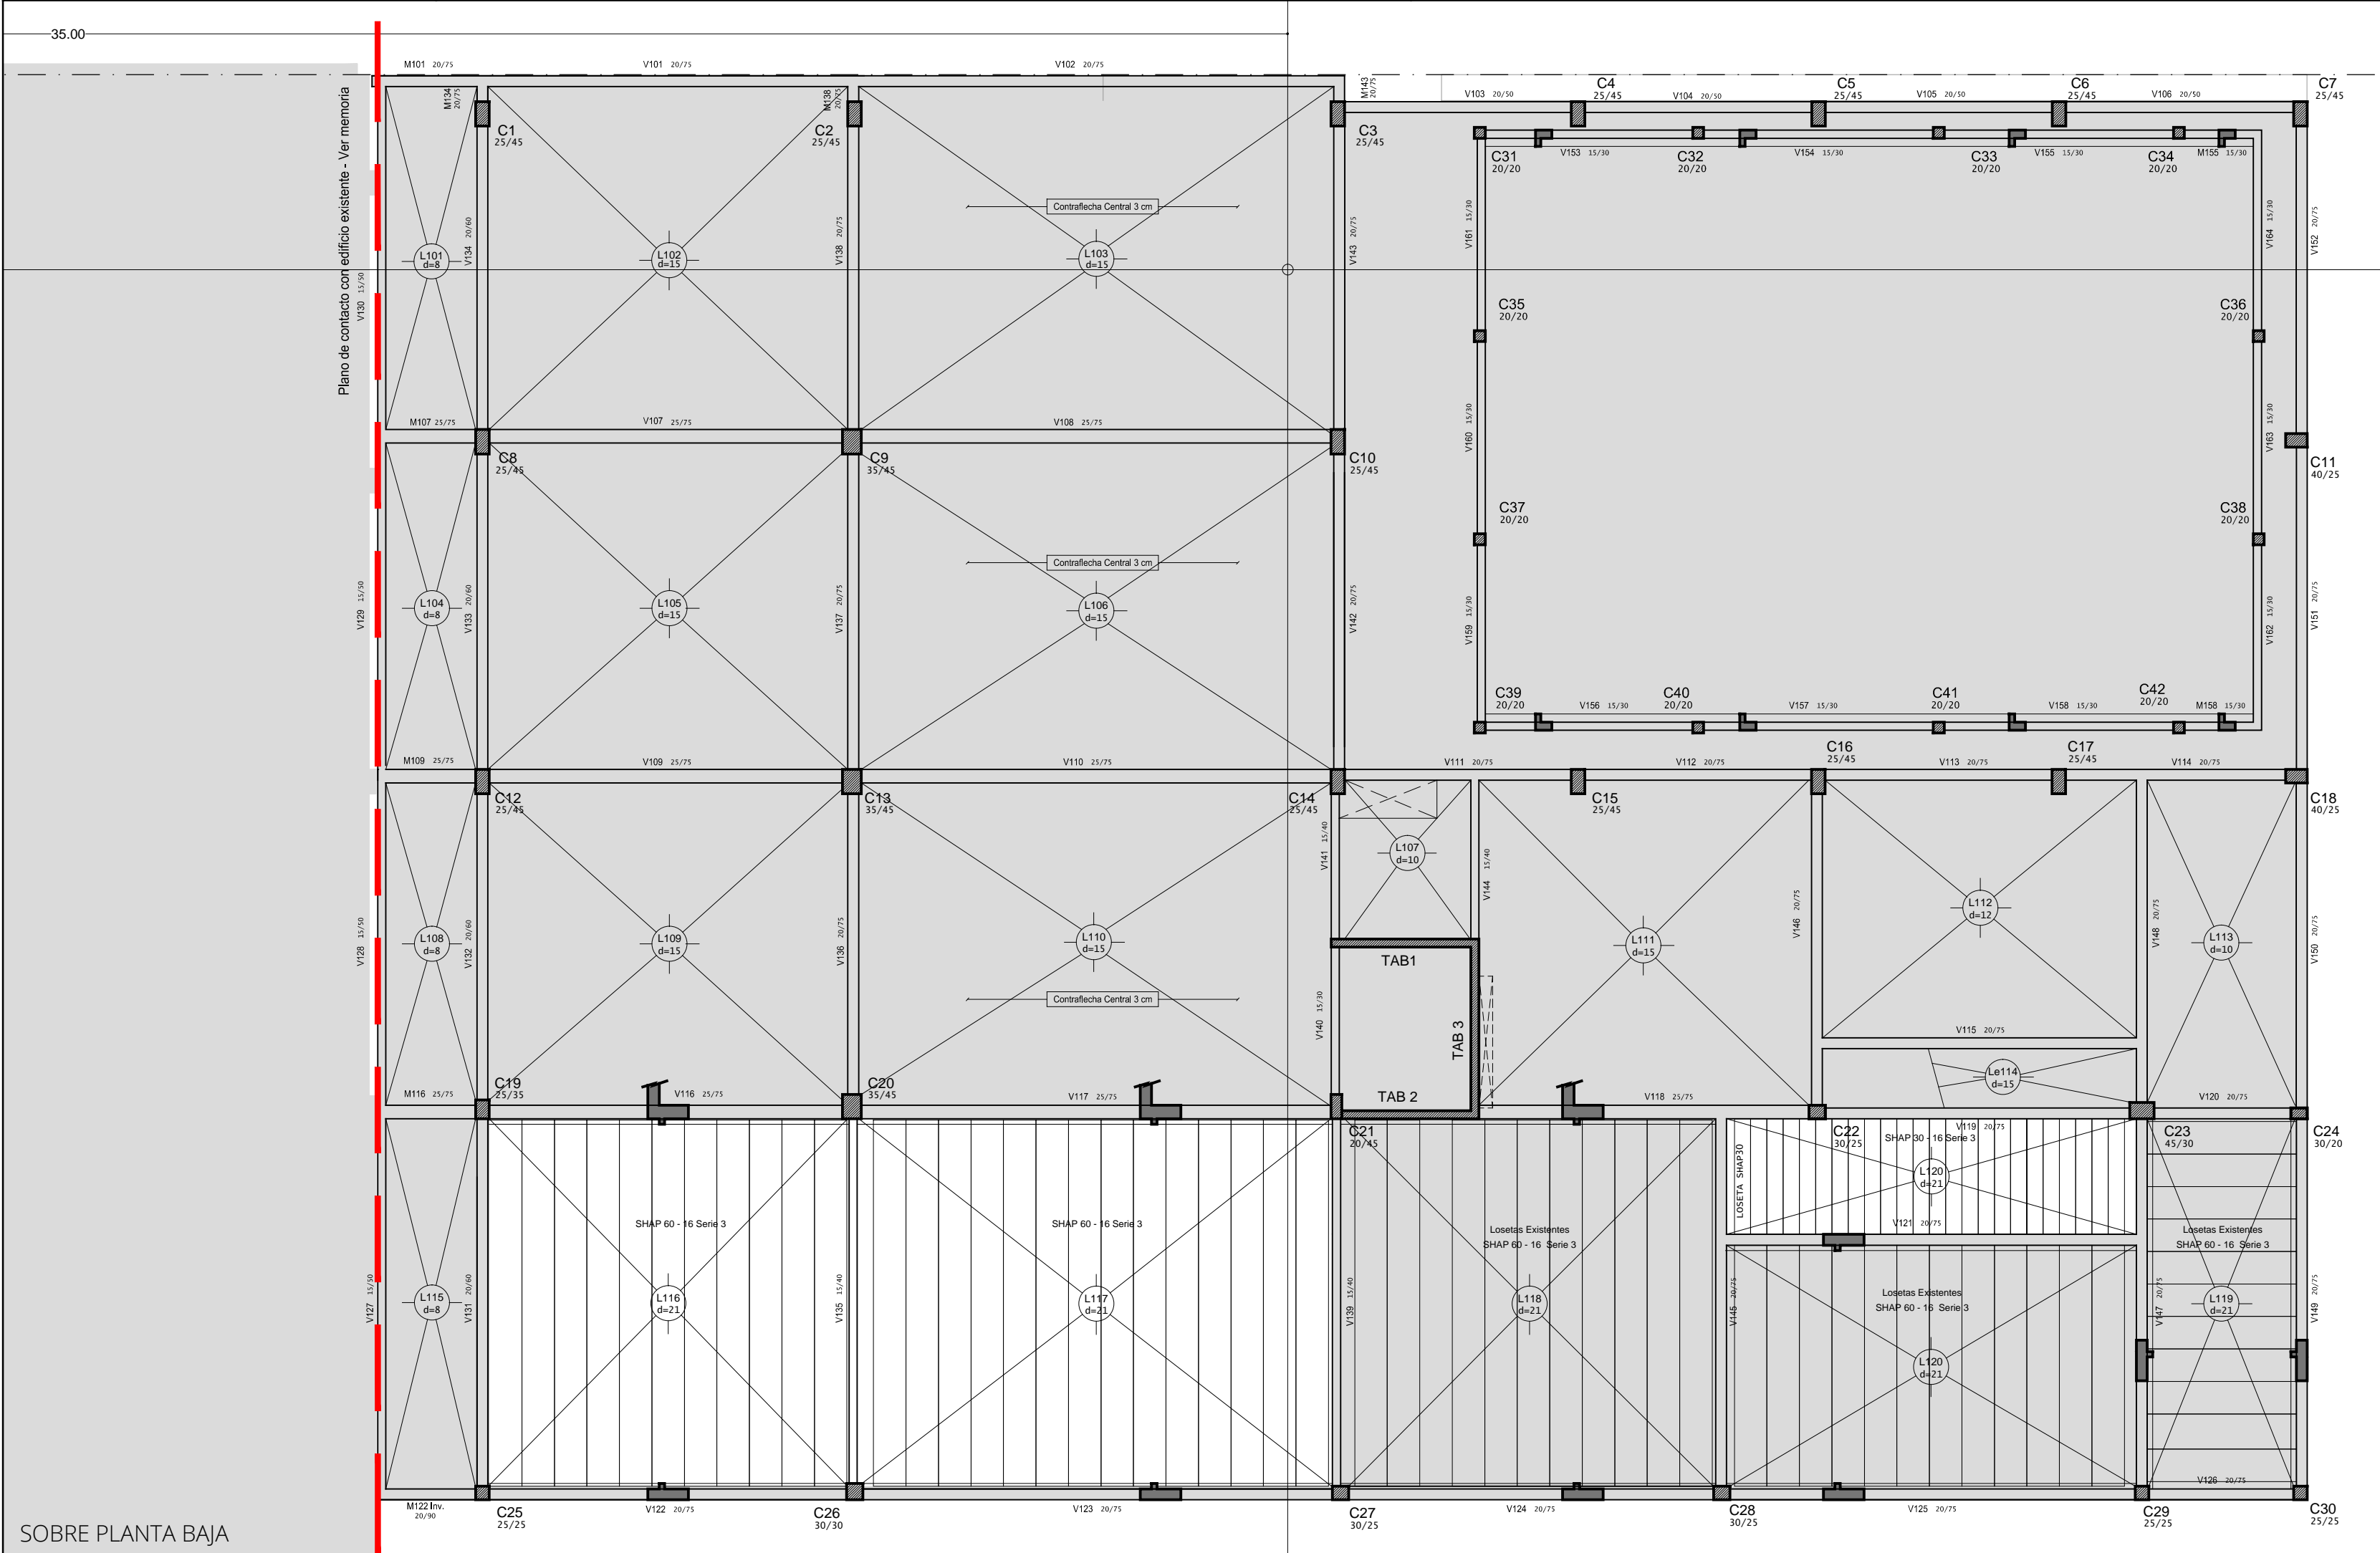 35.00
M101 20/75
V101 20/75
V102 20/75
M143 20/75
V103 20/50
C4
25/45
V104 20/50
C5
25/45
V105 20/50
C6
25/45
V106 20/50
C7
25/45
Plano de contacto con edificio existente - Ver memoria
M134 20/75
C1
25/45
M138 20/75
C2
25/45
C3
25/45
C31
20/20
V153 15/30
C32
20/20
V154 15/30
C33
20/20
V155 15/30
C34
20/20
M155 15/30
Contraflecha Central 3 cm
V130 15/50
L101
d=8
V134 20/60
L102
d=15
V138 20/75
L103
d=15
V143 20/75
V161 15/30
V164 15/30
V152 20/75
C35
20/20
C36
20/20
M107 25/75
V107 25/75
V108 25/75
V160 15/30
V163 15/30
C8
25/45
C9
35/45
C10
25/45
C11
40/25
C37
20/20
C38
20/20
Contraflecha Central 3 cm
V129 15/50
L104
d=8
V133 20/60
L105
d=15
V137 20/75
L106
d=15
V142 20/75
V159 15/30
V162 15/30
V151 20/75
C39
20/20
V156 15/30
C40
20/20
V157 15/30
C41
20/20
V158 15/30
C42
20/20
M158 15/30
M109 25/75
V109 25/75
V110 25/75
V111 20/75
V112 20/75
C16
25/45
V113 20/75
C17
25/45
V114 20/75
C12
25/45
C13
35/45
C14
25/45
C15
25/45
C18
40/25
V141 15/40
L107
d=10
V144 15/40
V128 15/50
L108
d=8
V132 20/60
L109
d=15
V136 20/75
L110
d=15
Contraflecha Central 3 cm
V140 15/30
TAB1
TAB 3
TAB 2
L111
d=15
V146 20/75
L112
d=12
V148 20/75
L113
d=10
V150 20/75
V115 20/75
Le114
d=15
M116 25/75
C19
25/35
V116 25/75
C20
35/45
V117 25/75
V118 25/75
V120 20/75
C21
20/45
C22
30/25
V119 20/75
SHAP 30 - 16 Serie 3
C23
45/30
C24
30/20
LOSETA SHAP30
L120
d=21
V121 20/75
SHAP 60 - 16 Serie 3
SHAP 60 - 16 Serie 3
Losetas Existentes
SHAP 60 - 16 Serie 3
Losetas Existentes
SHAP 60 - 16 Serie 3
V127 15/50
L115
d=8
V131 20/60
L116
d=21
V135 15/40
L117
d=21
V139 15/40
L118
d=21
V145 20/75
Losetas Existentes
SHAP 60 - 16 Serie 3
L120
d=21
V147 20/75
L119
d=21
V149 20/75
V126 20/75
M122 Inv.
20/90
C25
25/25
V122 20/75
C26
30/30
V123 20/75
C27
30/25
V124 20/75
C28
30/25
V125 20/75
C29
25/25
C30
25/25
SOBRE PLANTA BAJA